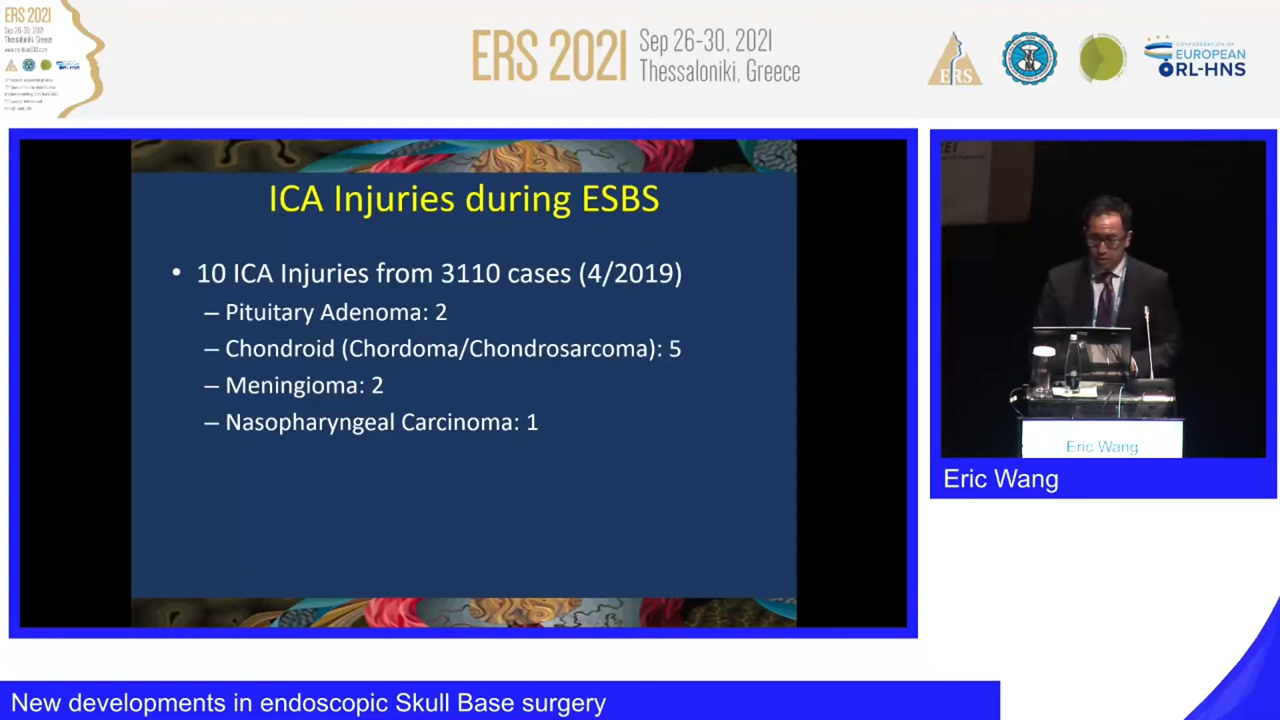 ERS 2021
Sep 26-30, 2021
Thessaloniki, Greece
ERS 2021
Sep 26-30, 2021
Thessaloniki, Greece
ERS
CONFEDERATION OF
EUROPEAN
ORL-HNS
ICA Injuries during ESBS
• 10 ICA Injuries from 3110 cases (4/2019)
– Pituitary Adenoma: 2
– Chondroid (Chordoma/Chondrosarcoma): 5
– Meningioma: 2
– Nasopharyngeal Carcinoma: 1
Eric Wang
Eric Wang
New developments in endoscopic Skull Base surgery